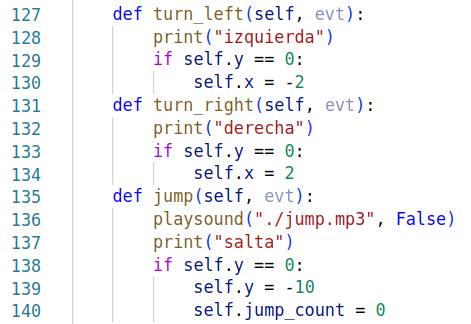 127 def turn_left(self, evt):
128 print("izquierda")
129 if self.y == 0:
130 self.x = -2
131 def turn_right(self, evt):
132 print("derecha")
133 if self.y == 0:
134 self.x = 2
135 def jump(self, evt):
136 playsound("./jump.mp3", False)
137 print("salta")
138 if self.y == 0:
139 self.y = -10
140 self.jump_count = 0